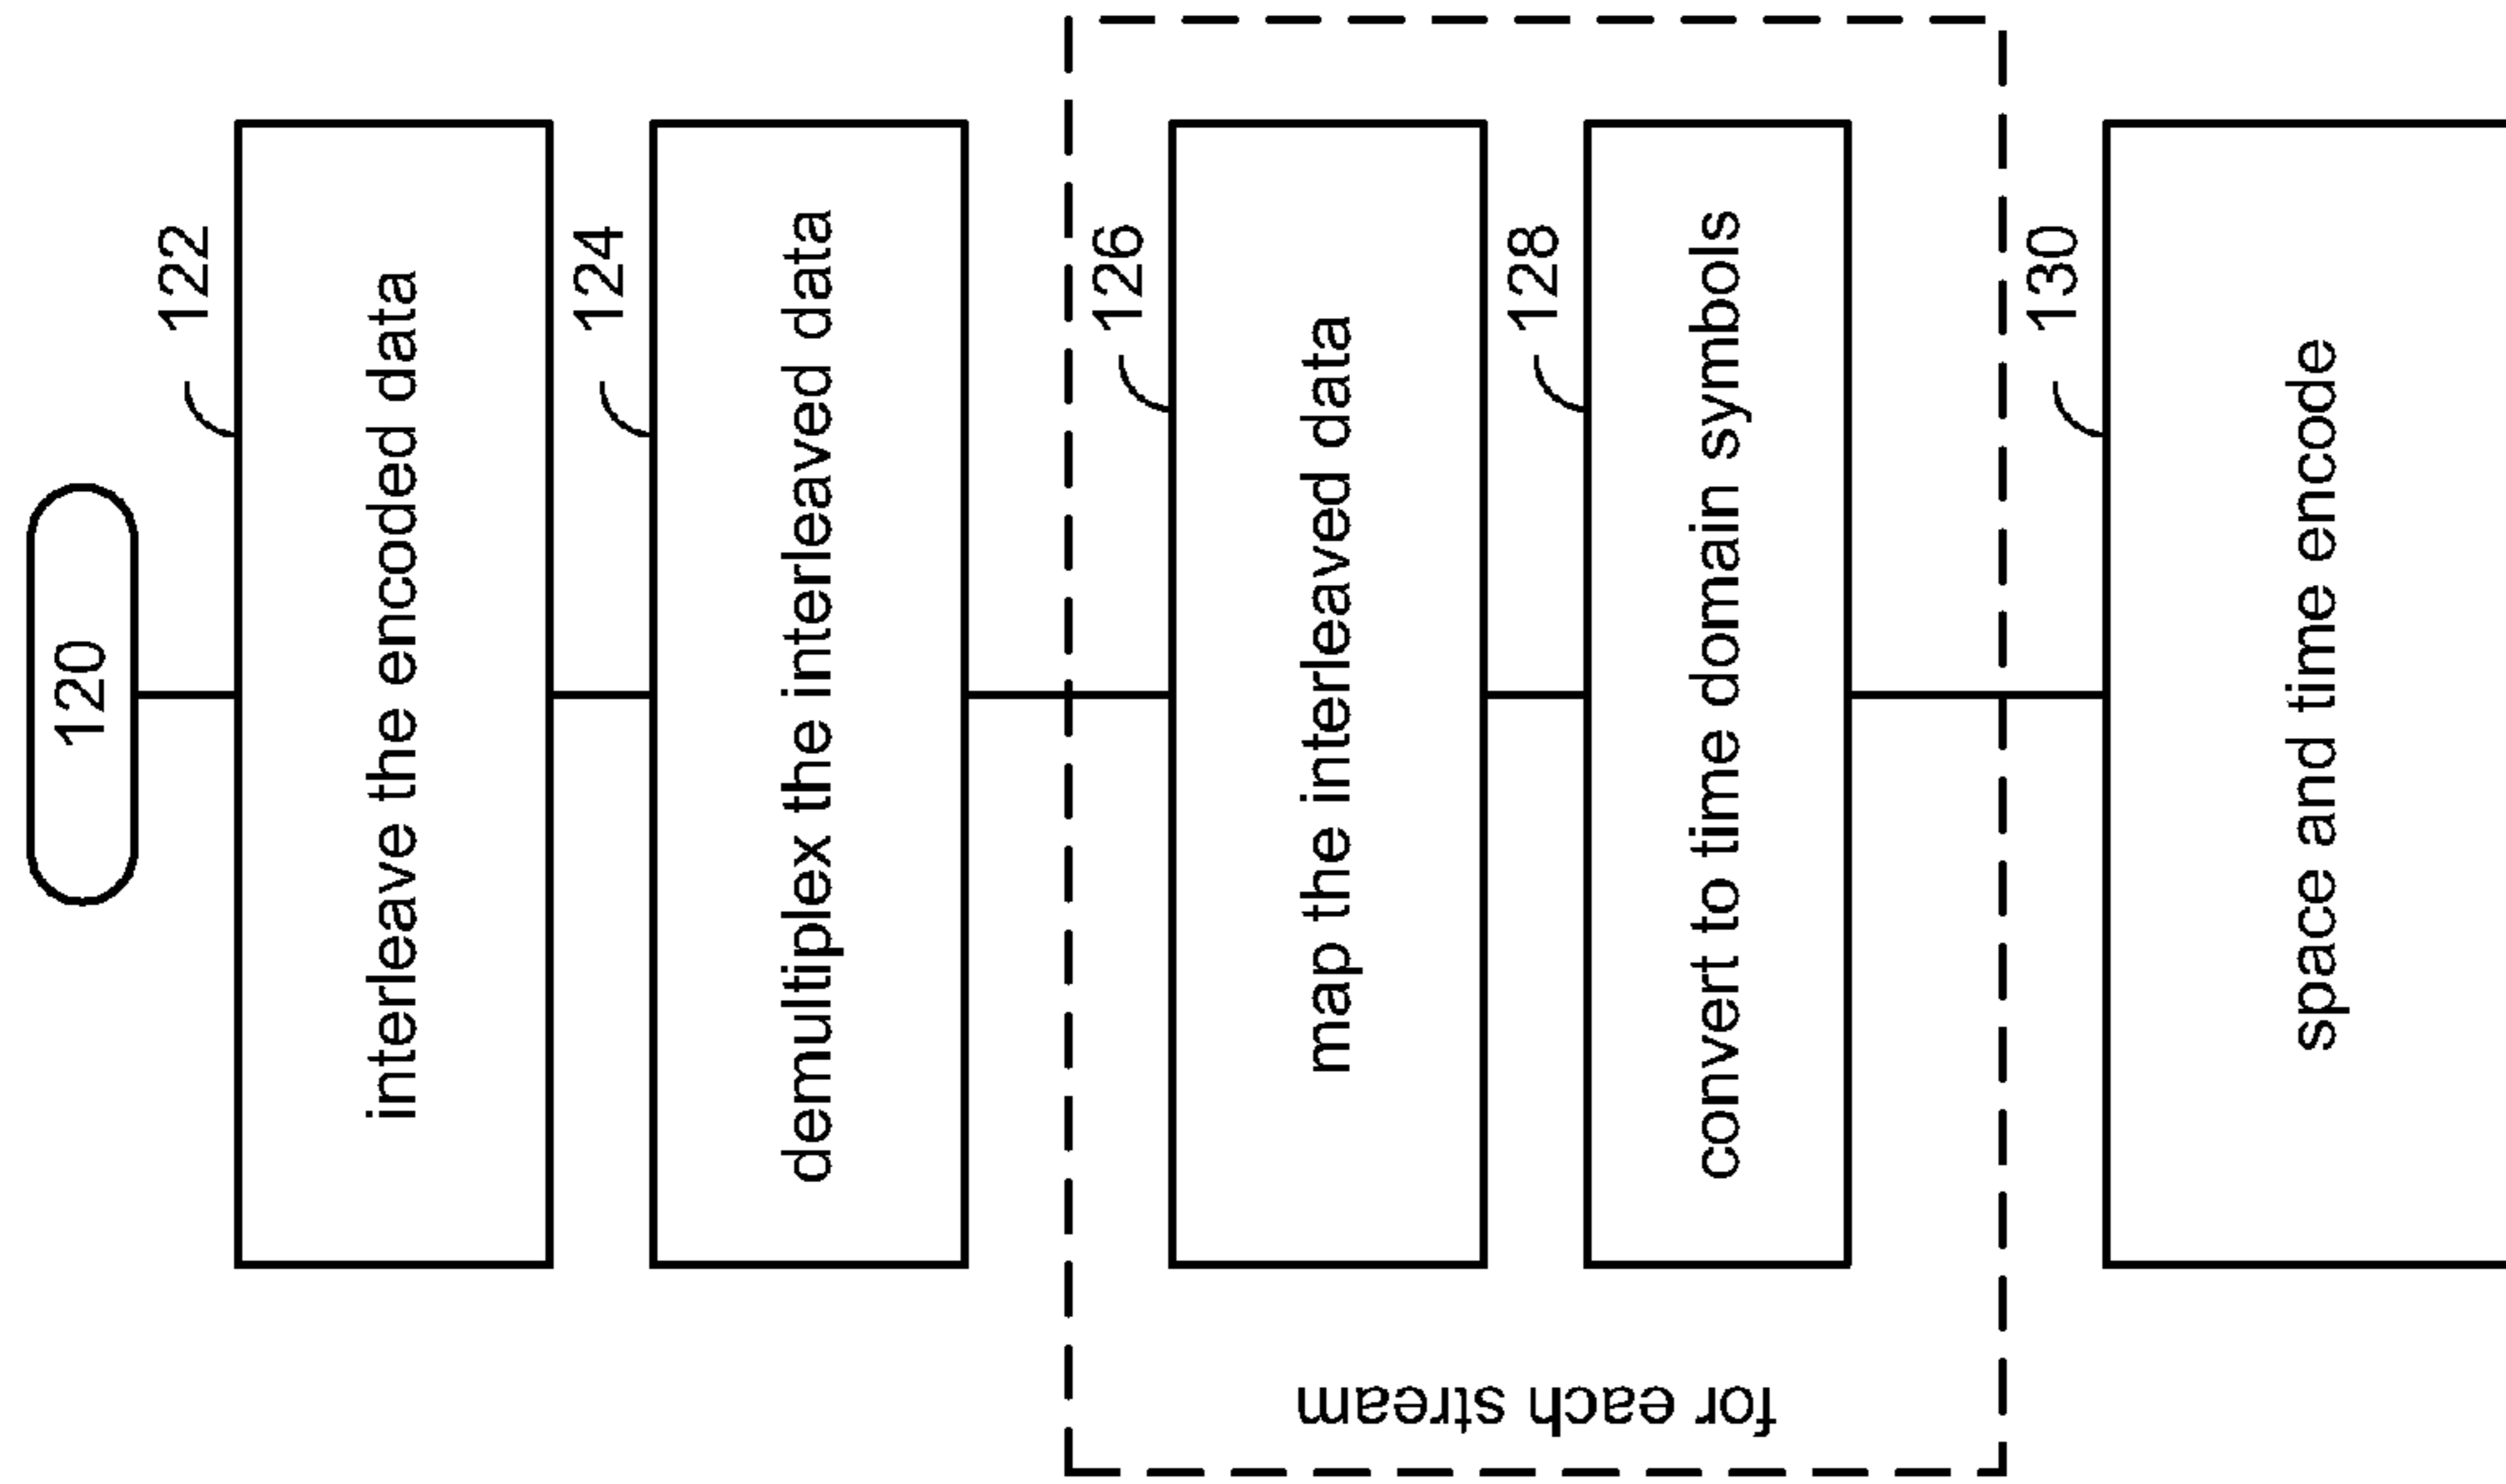 120
122
interleave the encoded data
124
demultiplex the interleaved data
for each stream
126
map the interleaved data
128
convert to time domain symbols
130
space and time encode